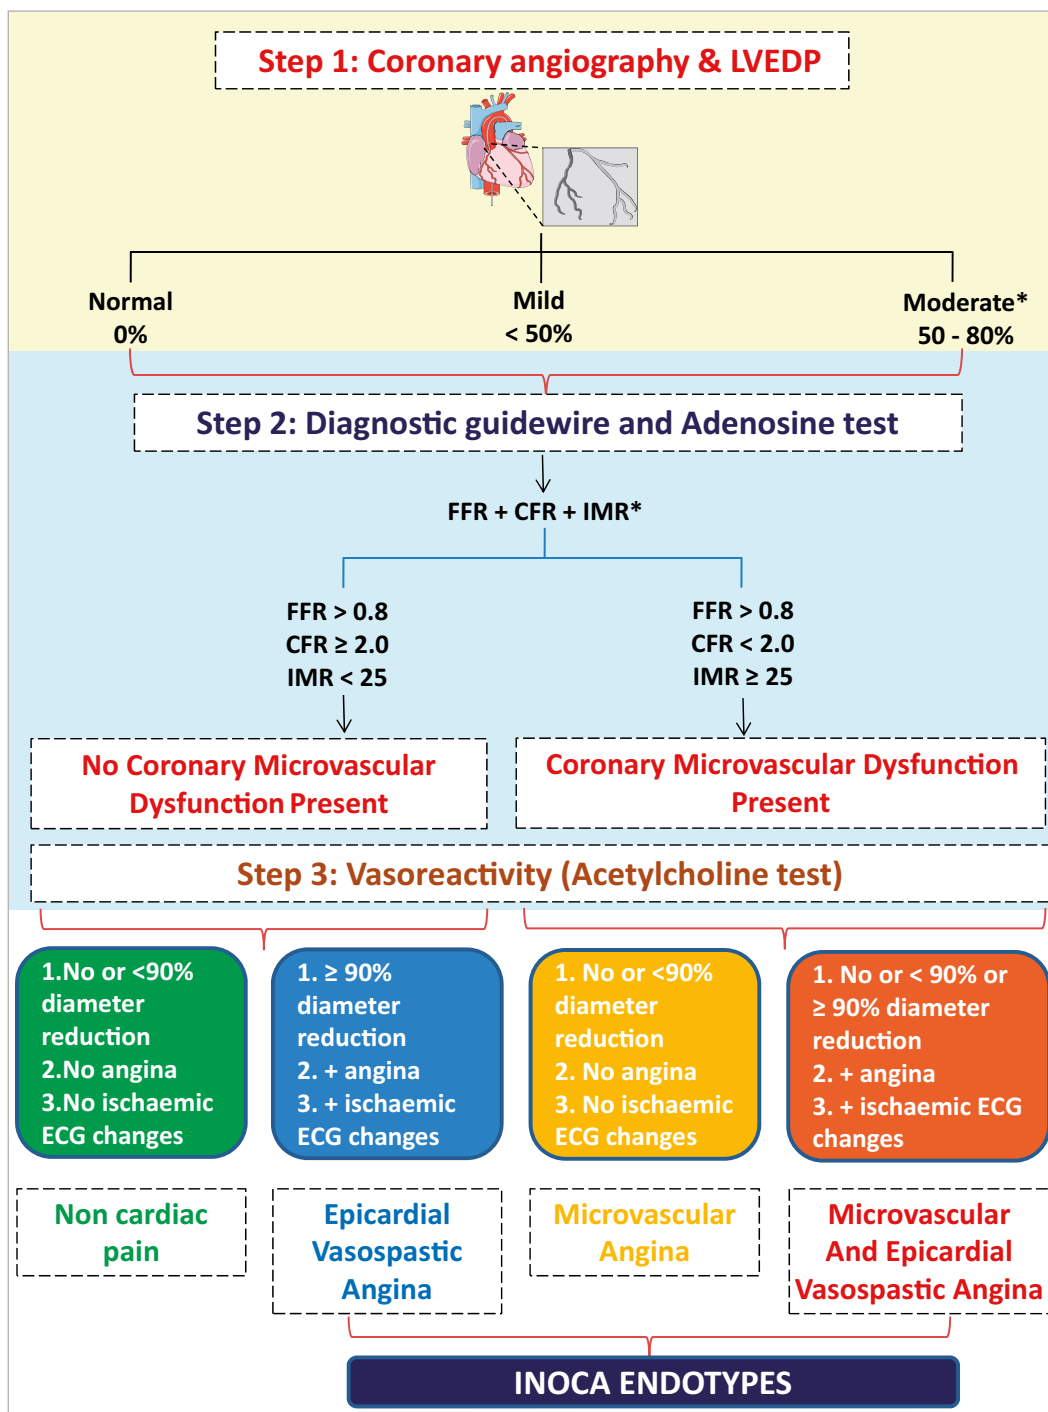 Step 1: Coronary angiography & LVEDP
Normal
0%
Mild
< 50%
Moderate*
50 - 80%
Step 2: Diagnostic guidewire and Adenosine test
FFR + CFR + IMR*
FFR > 0.8
CFR ≥ 2.0
IMR < 25
FFR > 0.8
CFR < 2.0
IMR ≥ 25
No Coronary Microvascular
Dysfunction Present
Coronary Microvascular Dysfunction
Present
Step 3: Vasoreactivity (Acetylcholine test)
1.No or <90%
diameter
reduction
2.No angina
3.No ischaemic
ECG changes
1. ≥ 90%
diameter
reduction
2. + angina
3. + ischaemic
ECG changes
1. No or <90%
diameter
reduction
2. No angina
3. No ischaemic
ECG changes
1. No or < 90% or
≥ 90% diameter
reduction
2. + angina
3. + ischaemic ECG
changes
Non cardiac
pain
Epicardial
Vasospastic
Angina
Microvascular
Angina
Microvascular
And Epicardial
Vasospastic Angina
INOCA ENDOTYPES